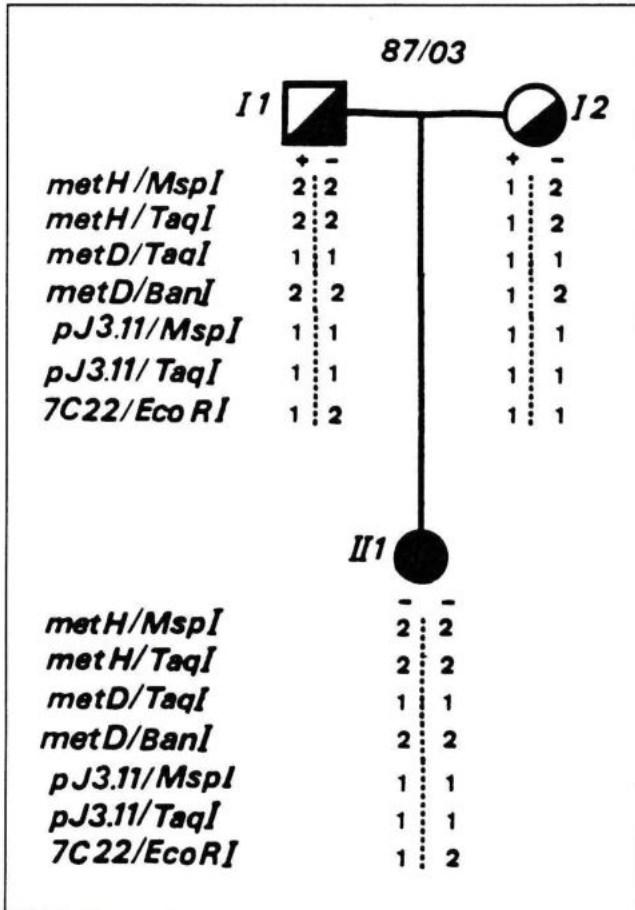 87/03
I 1 I 2
+ - + -
metH/MspI 2 2 1 2
metH/TaqI 2 2 1 2
metD/TaqI 1 1 1 1
metD/BanI 2 2 1 2
pJ3.11/MspI 1 1 1 1
pJ3.11/TaqI 1 1 1 1
7C22/EcoRI 1 2 1 1
II 1
- -
metH/MspI 2 2
metH/TaqI 2 2
metD/TaqI 1 1
metD/BanI 2 2
pJ3.11/MspI 1 1
pJ3.11/TaqI 1 1
7C22/EcoRI 1 2